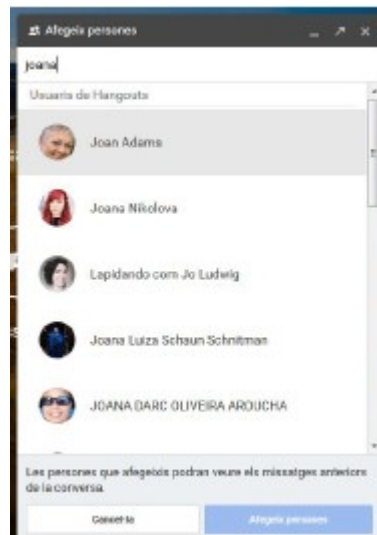 Afegeix persones
joana
Usuaris de Hangouts
Joan Adams
Joana Nikolova
Lapidando com Jo Ludwig
Joana Luiza Schaun Schnitman
JOANA DARC OLIVEIRA AROUCHA
Les persones que afegeixis podran veure els missatges anteriors
de la conversa.
Cancel·la
Afegeix persones